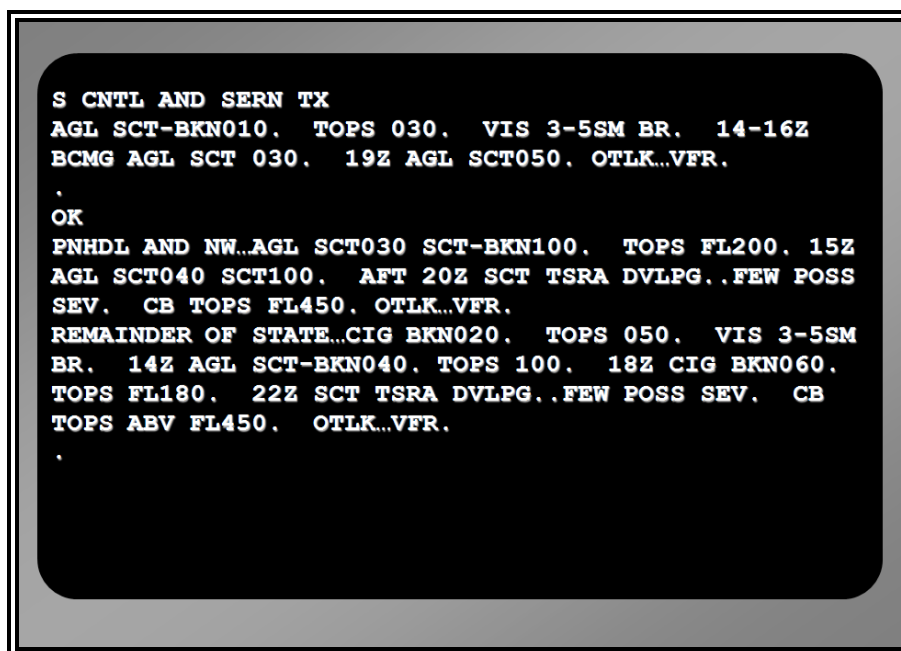 S CNTL AND SERN TX
AGL SCT-BKN010.  TOPS 030.  VIS 3-5SM BR.  14-16Z
BCMG AGL SCT 030.  19Z AGL SCT050. OTLK…VFR.
.
OK
PNHDL AND NW…AGL SCT030 SCT-BKN100.  TOPS FL200. 15Z
AGL SCT040 SCT100.  AFT 20Z SCT TSRA DVLPG..FEW POSS
SEV.  CB TOPS FL450. OTLK…VFR.
REMAINDER OF STATE…CIG BKN020.  TOPS 050.  VIS 3-5SM
BR.  14Z AGL SCT-BKN040. TOPS 100.  18Z CIG BKN060.
TOPS FL180.  22Z SCT TSRA DVLPG..FEW POSS SEV.  CB
TOPS ABV FL450.  OTLK…VFR.
.